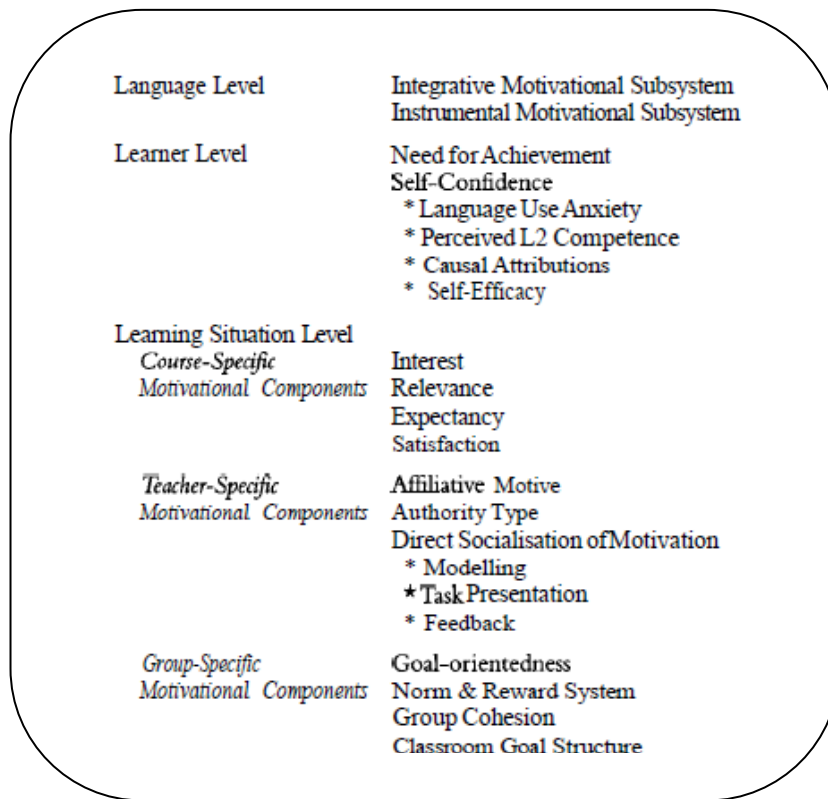 Language Level Integrative Motivational Subsystem
Instrumental Motivational Subsystem
Learner Level Need for Achievement
Self-Confidence
* Language Use Anxiety
* Perceived L2 Competence
* Causal Attributions
* Self-Efficacy
Learning Situation Level
Course-Specific Interest
Motivational Components Relevance
Expectancy
Satisfaction
Teacher-Specific Affiliative Motive
Motivational Components Authority Type
Direct Socialisation of Motivation
* Modelling
★ Task Presentation
* Feedback
Group-Specific Goal-orientedness
Motivational Components Norm & Reward System
Group Cohesion
Classroom Goal Structure